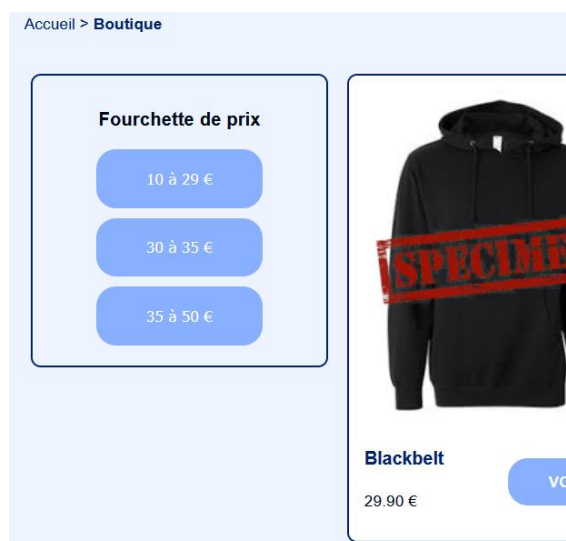 Accueil > Boutique
Fourchette de prix
10 à 29 €
30 à 35 €
35 à 50 €
SPECIME
Blackbelt
VO
29.90 €